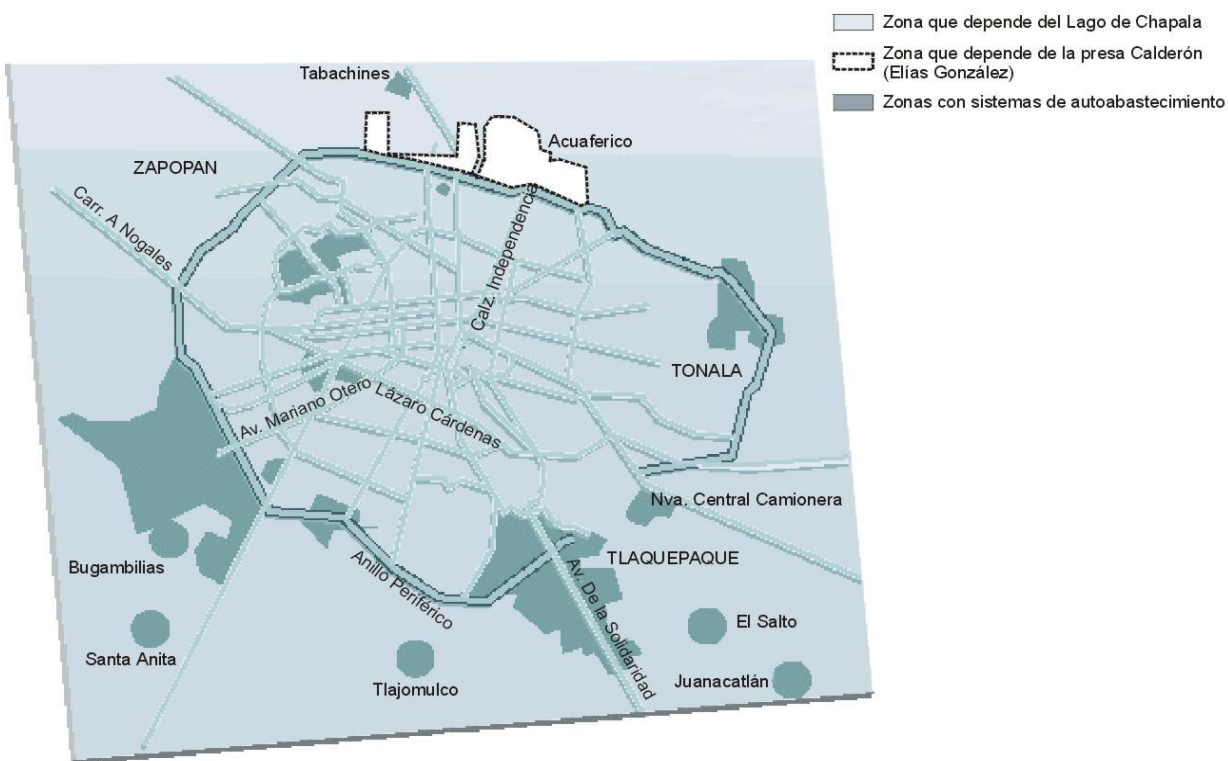 Zona que depende del Lago de Chapala
Zona que depende de la presa Calderón
(Elías González)
Zonas con sistemas de autoabastecimiento
Tabachines
Acuaferico
ZAPOPAN
Carr. A Nogales
Calz. Independencia
TONALA
Av. Mariano Otero
Lázaro Cárdenas
Nva. Central Camionera
TLAQUEPAQUE
Bugambilias
Anillo Periférico
Av. De la Solidaridad
El Salto
Santa Anita
Tlajomulco
Juanacatlán